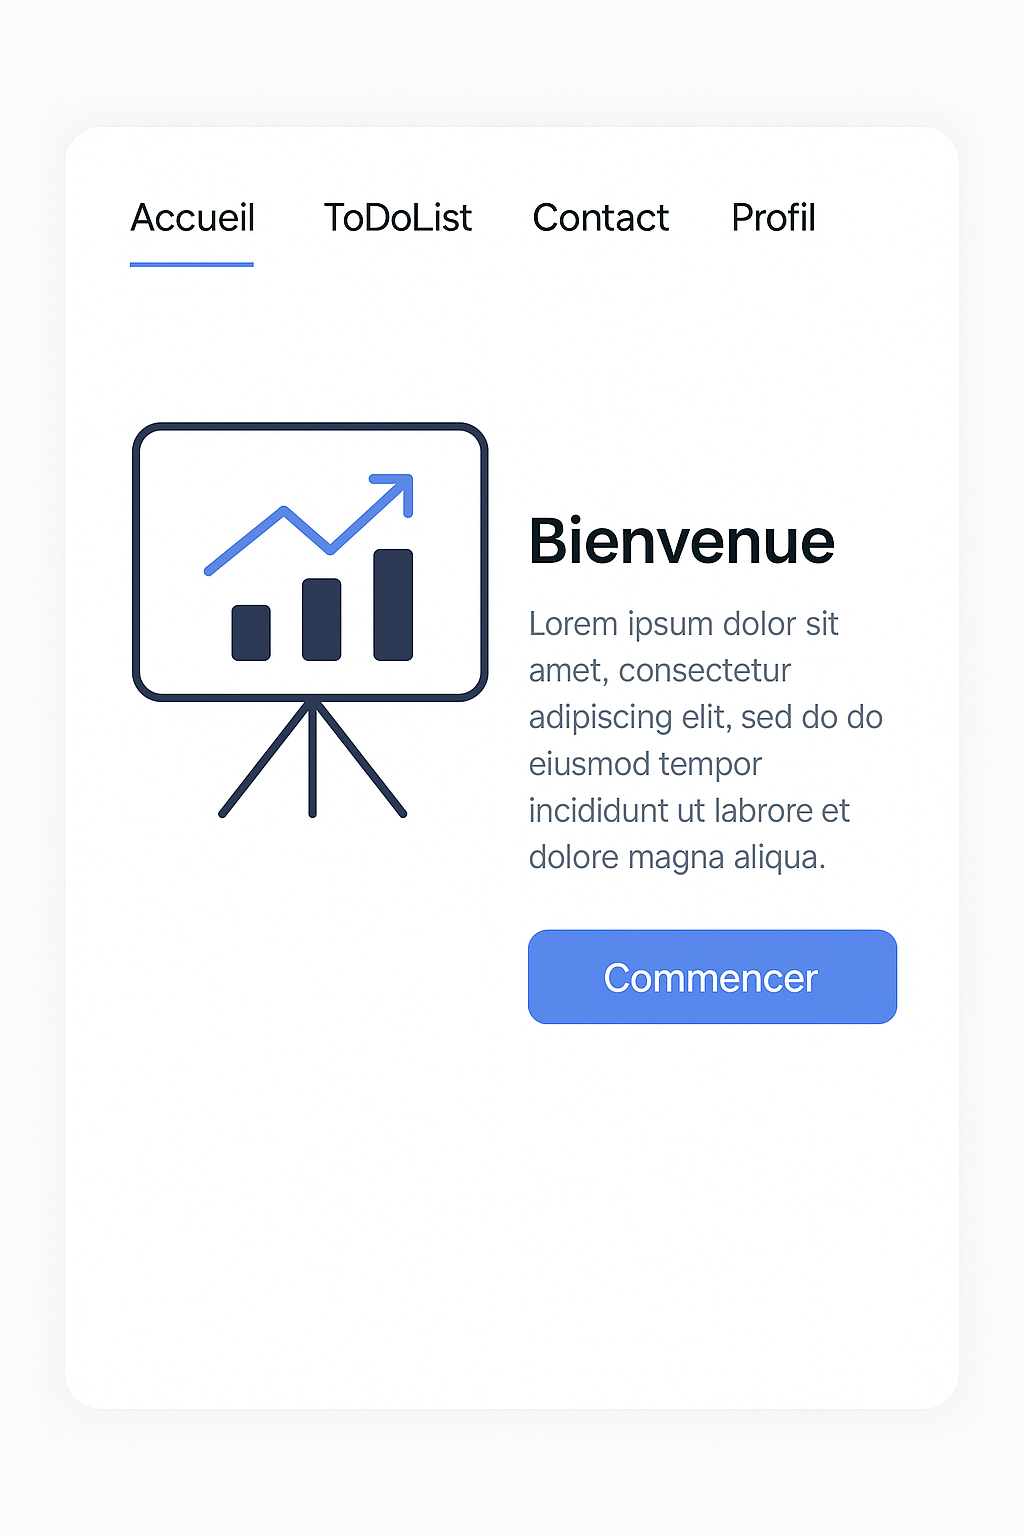 Accueil ToDoList Contact Profil
Bienvenue
Lorem ipsum dolor sit
amet, consectetur
adipiscing elit, sed do do
eiusmod tempor
incididunt ut labrore et
dolore magna aliqua.
Commencer